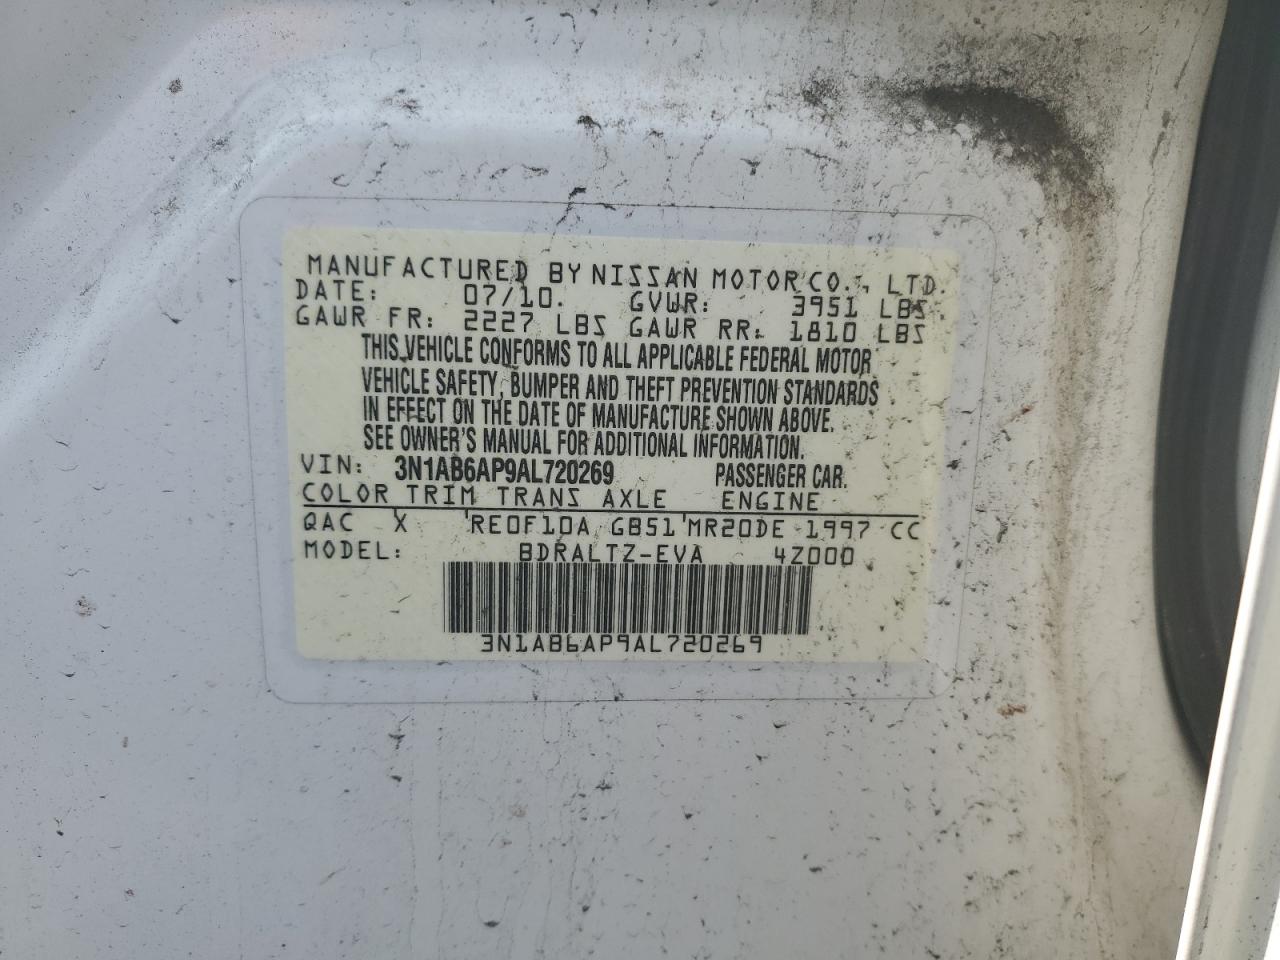 MANUFACTURED BY NISSAN MOTOR CO., LTD.
DATE: 07/10. GVWR: 3951 LBS.
GAWR FR: 2227 LBS GAWR RR: 1810 LBS
THIS VEHICLE CONFORMS TO ALL APPLICABLE FEDERAL MOTOR
VEHICLE SAFETY, BUMPER AND THEFT PREVENTION STANDARDS
IN EFFECT ON THE DATE OF MANUFACTURE SHOWN ABOVE.
SEE OWNER'S MANUAL FOR ADDITIONAL INFORMATION.
VIN: 3N1AB6AP9AL720269 PASSENGER CAR.
COLOR TRIM TRANS AXLE ENGINE
QAC X RE0F10A GB51 MR20DE 1997 CC
MODEL: BDRALTZ-EVA 4Z000
3N1AB6AP9AL720269